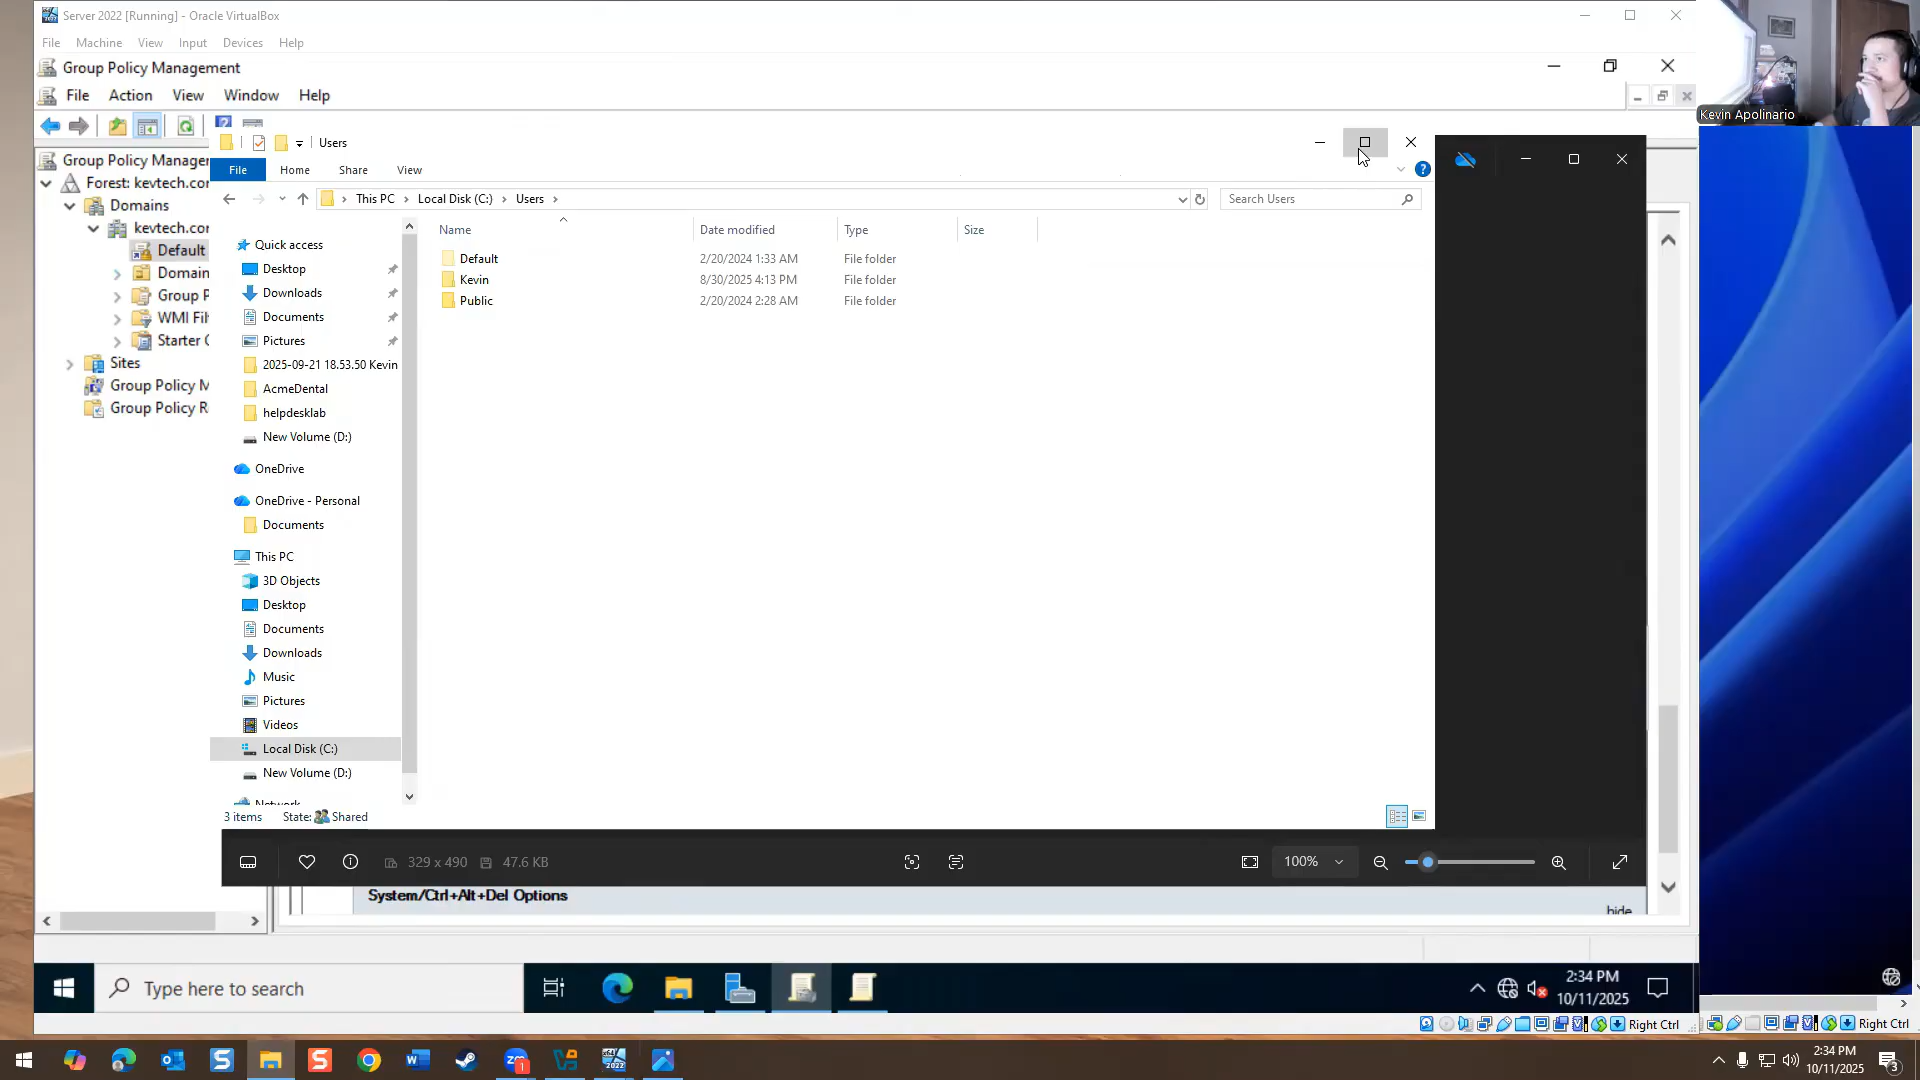 Server 2022 [Running] - Oracle VirtualBox
File Machine View Input Devices Help
Group Policy Management
File Action View Window Help
Kevin Apolinario
Users
File Home Share View
This PC Local Disk (C:) Users
Search Users
Group Policy Manager
Forest: kevtech.cor
Domains
kevtech.cor
Default
Domain
Group P
WMI Fil
Starter
Sites
Group Policy M
Group Policy R
Quick access
Desktop
Downloads
Documents
Pictures
2025-09-21 18.53.50 Kevin
AcmeDental
helpdesklab
New Volume (D:)
OneDrive
OneDrive - Personal
Documents
This PC
3D Objects
Desktop
Documents
Downloads
Music
Pictures
Videos
Local Disk (C:)
New Volume (D:)
Network
Name Date modified Type Size
Default 2/20/2024 1:33 AM File folder
Kevin 8/30/2025 4:13 PM File folder
Public 2/20/2024 2:28 AM File folder
3 items State: Shared
329 x 490 47.6 KB
100%
System/Ctrl+Alt+Del Options
hide
Type here to search
2:34 PM
10/11/2025
Right Ctrl
Right Ctrl
2:34 PM
10/11/2025
3